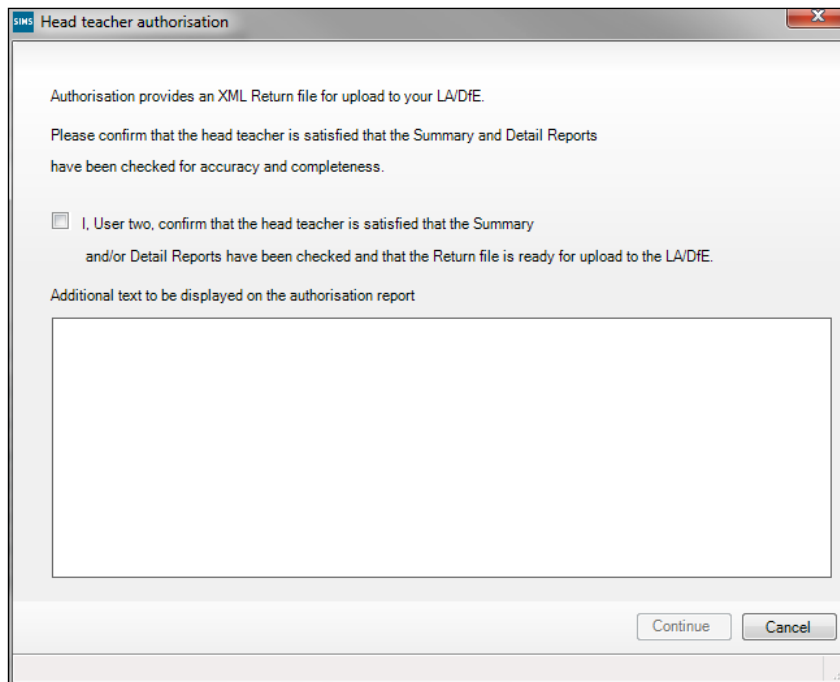 SIMS Head teacher authorisation
X
Authorisation provides an XML Return file for upload to your LA/DfE.
Please confirm that the head teacher is satisfied that the Summary and Detail Reports
have been checked for accuracy and completeness.
I, User two, confirm that the head teacher is satisfied that the Summary
and/or Detail Reports have been checked and that the Return file is ready for upload to the LA/DfE.
Additional text to be displayed on the authorisation report
Continue Cancel